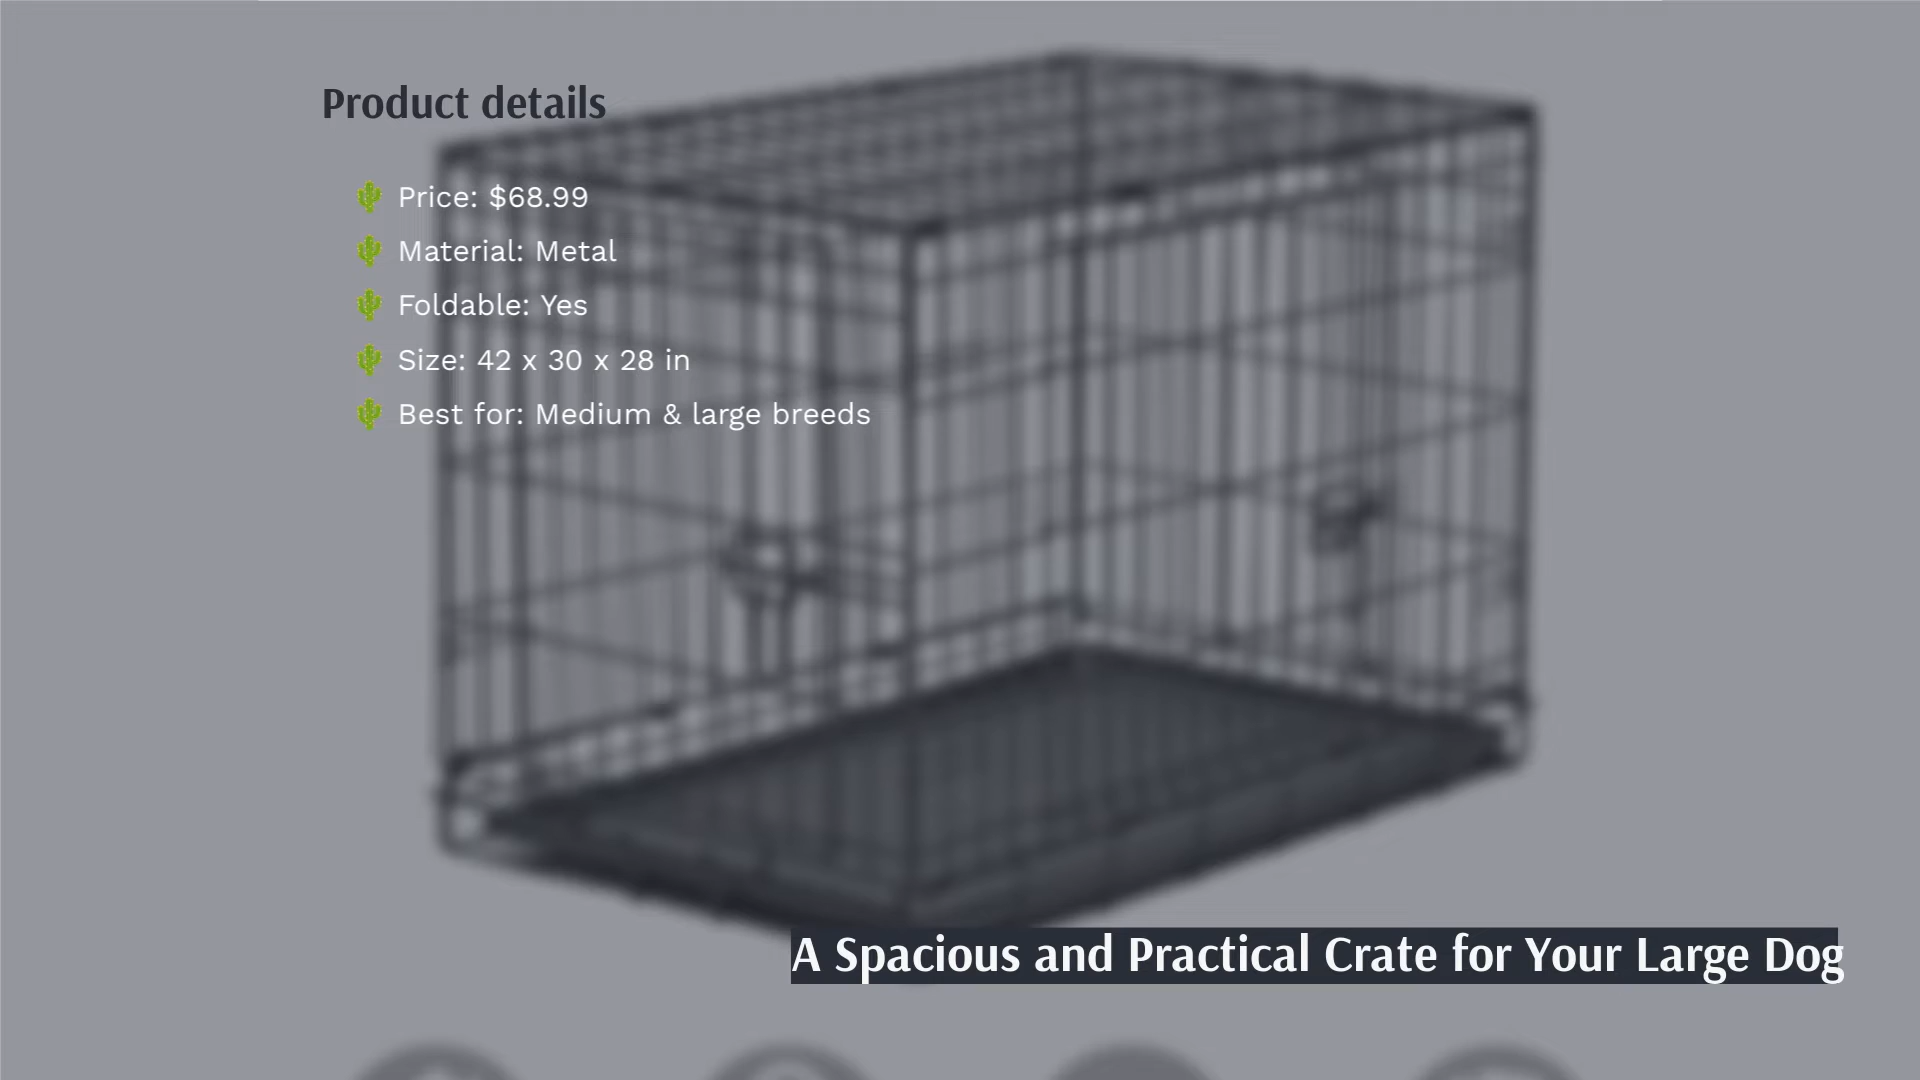 Product details
Price: $68.99
Material: Metal
Foldable: Yes
Size: 42 x 30 x 28 in
Best for: Medium & large breeds
A Spacious and Practical Crate for Your Large Dog